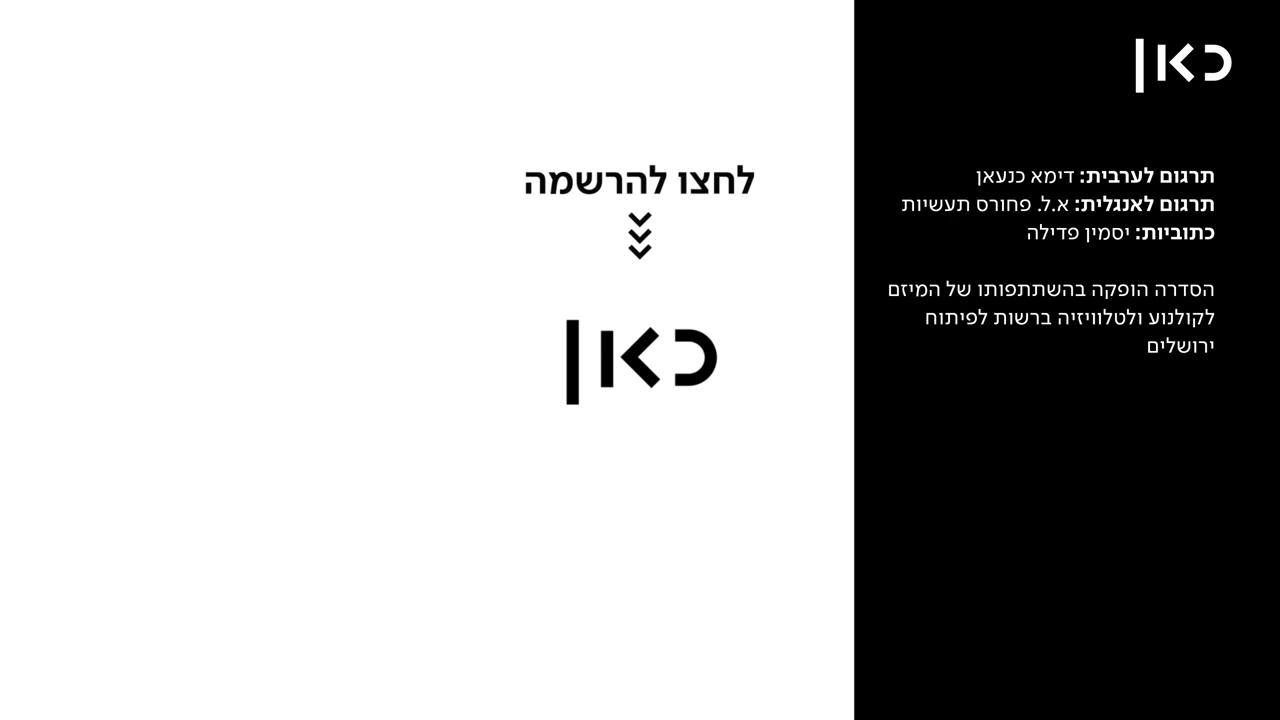 כאן
תרגום לערבית: דימא כנעאן
תרגום לאנגלית: א.ל. פחורס תעשיות
כתוביות: יסמין פדילה
הסדרה הופקה בהשתתפותו של המיזם
לקולנוע ולטלוויזיה ברשות לפיתוח
ירושלים
לחצו להרשמה
כאן